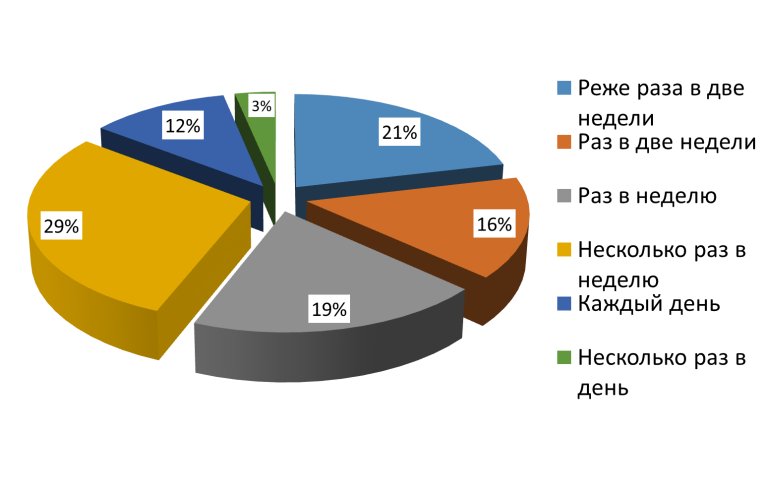 3%
12%
21%
29%
16%
19%
Реже раза в две
недели
Раз в две недели
Раз в неделю
Несколько раз в
неделю
Каждый день
Несколько раз в
день